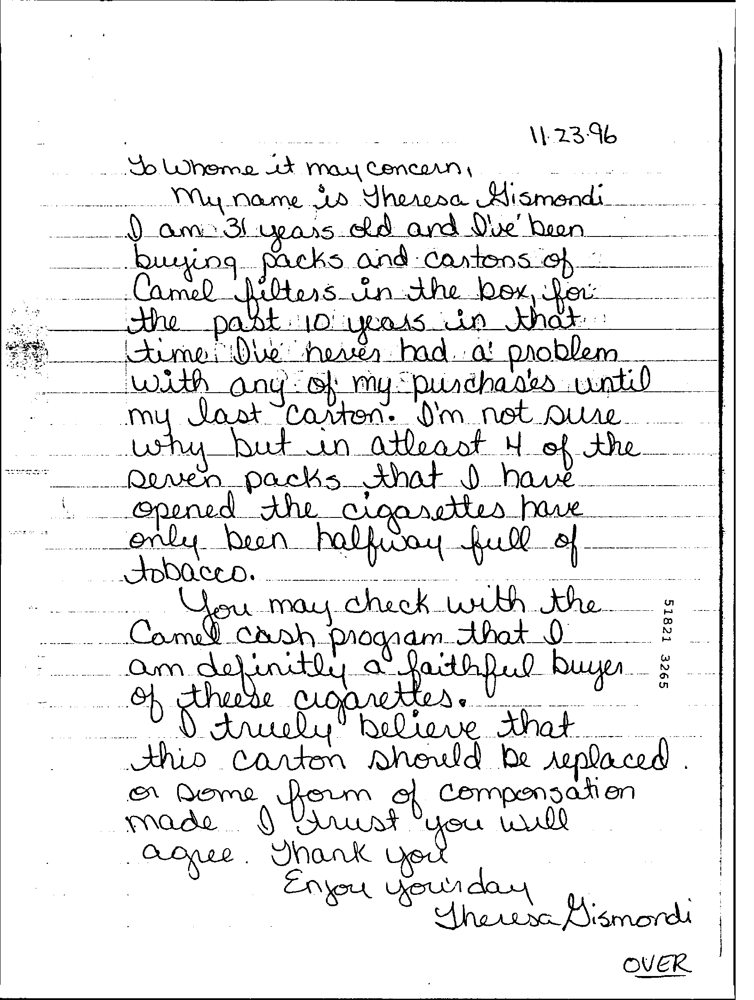 11·23·96
To Whome it may concern,
My name is Theresa Gismondi
I am 31 years old and I've been
buying packs and cartons of
Camel filters in the box, for
the past 10 years in that
time I've never had a problem
with any of my purchases until
my last carton. I'm not sure
why but in atleast 4 of the
seven packs that I have
opened the cigarettes have
only been halfway full of
tobacco.
You may check with the
Camel cash program that I
am definitly a faithful buyer
of theese cigarettes.
I truely believe that
this carton should be replaced
or some form of componsation
made I trust you will
agree. Thank you
Enjoy your day
Theresa Gismondi
OVER
51821 3265